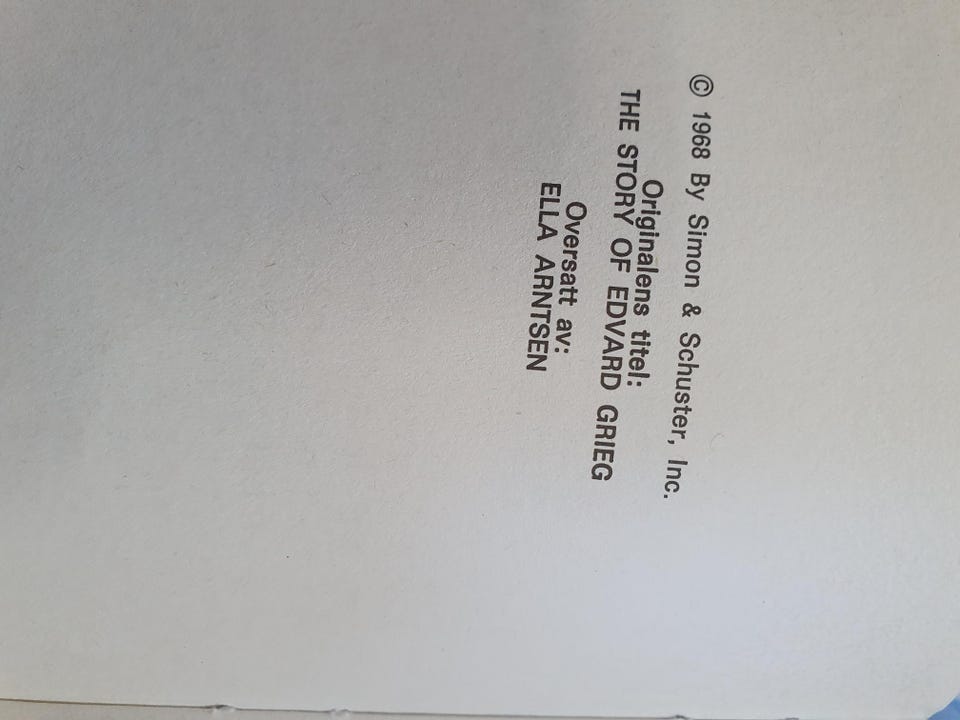 © 1968 By Simon & Schuster, Inc.
Originalens titel:
THE STORY OF EDVARD GRIEG
Oversatt av:
ELLA ARNTSEN